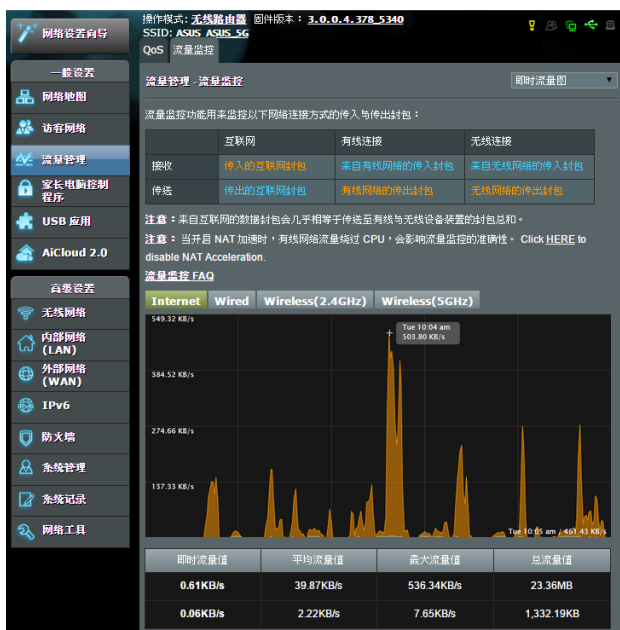 操作模式: 无线路由器 固件版本: 3.0.0.4.378_5340
SSID: ASUS ASUS_5G
网络设置向导
QoS 流量监控
一般设置
网络地图
访客网络
流量管理
家长电脑控制
程序
USB 应用
AiCloud 2.0
高级设置
无线网络
内部网络
(LAN)
外部网络
(WAN)
IPv6
防火墙
系统管理
系统记录
网络工具
流量管理 - 流量监控
即时流量图
流量监控功能用来监控以下网络连接方式的传入与传出封包：
互联网 有线连接 无线连接
接收 传入的互联网封包 来自有线网络的传入封包 来自无线网络的传入封包
传送 传出的互联网封包 有线网络的传出封包 无线网络的传出封包
注意：来自互联网的数据封包会几乎相等于传送至有线与无线设备装置的封包总和。
注意： 当开启 NAT 加速时，有线网络流量绕过 CPU，会影响流量监控的准确性。 Click HERE to
disable NAT Acceleration.
流量监控 FAQ
Internet Wired Wireless(2.4GHz) Wireless(5GHz)
549.32 KB/s
Tue 10:04 am
503.80 KB/s
384.52 KB/s
274.66 KB/s
137.33 KB/s
Tue 10:05 am / 461.43 KB/s
即时流量值 平均流量值 最大流量值 总流量值
0.61KB/s 39.87KB/s 536.34KB/s 23.36MB
0.06KB/s 2.22KB/s 7.65KB/s 1,332.19KB